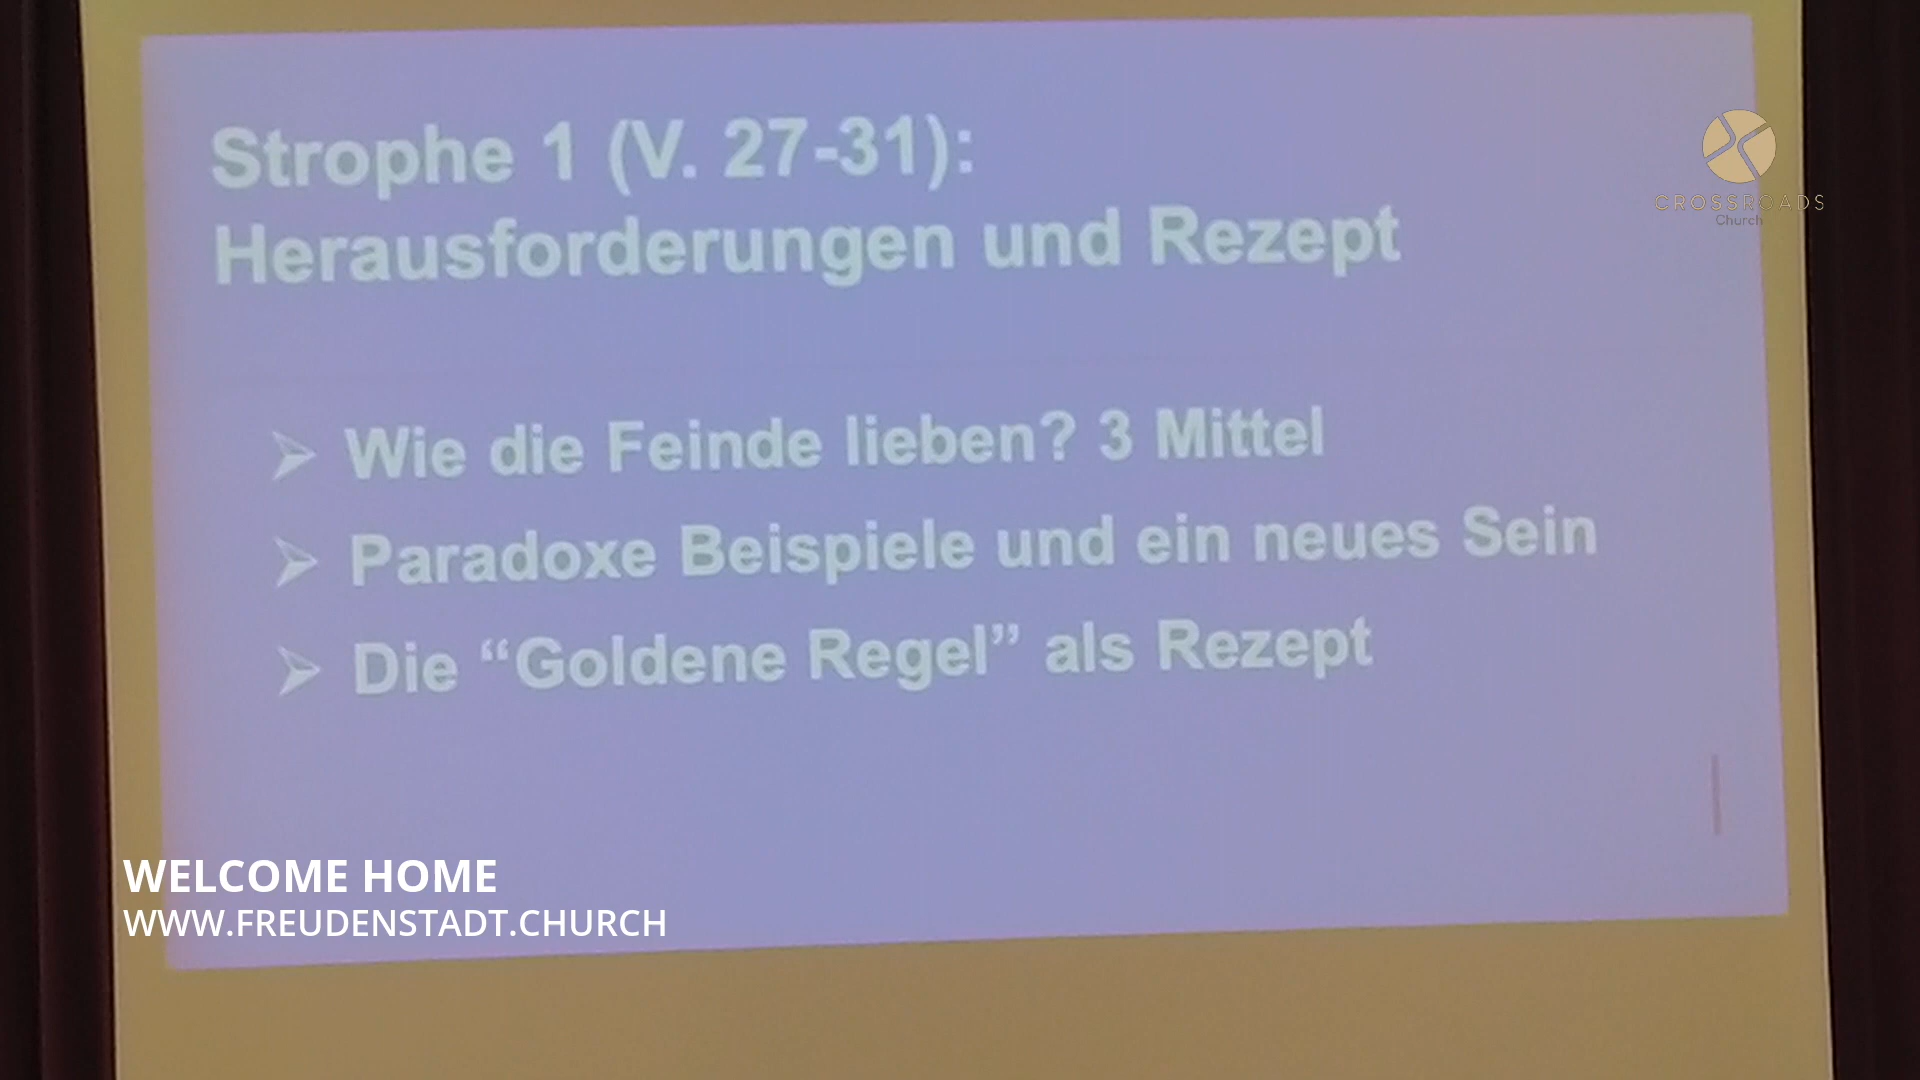 Strophe 1 (V. 27-31):
Herausforderungen und Rezept
➢ Wie die Feinde lieben? 3 Mittel
➢ Paradoxe Beispiele und ein neues Sein
➢ Die “Goldene Regel” als Rezept
CROSSROADS
Church
WELCOME HOME
WWW.FREUDENSTADT.CHURCH